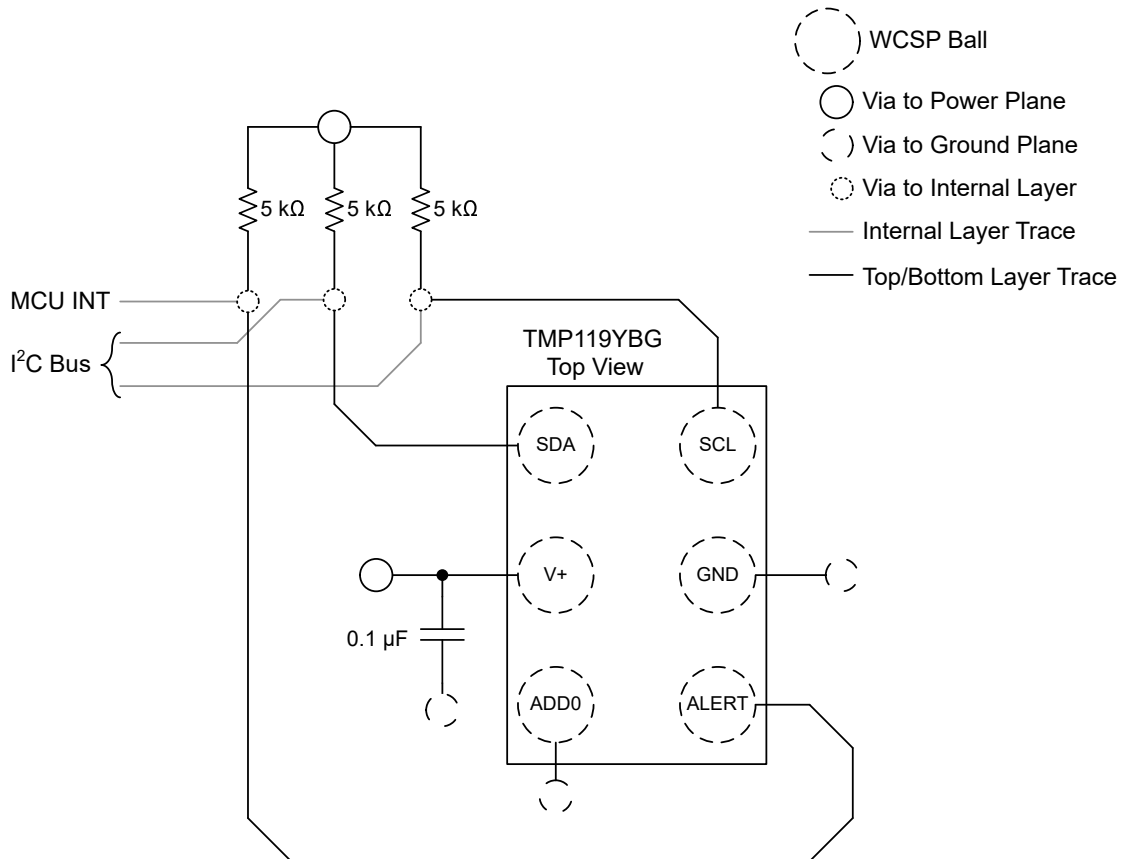 WCSP Ball
Via to Power Plane
Via to Ground Plane
Via to Internal Layer
Internal Layer Trace
Top/Bottom Layer Trace
5 kΩ
5 kΩ
5 kΩ
MCU INT
I²C Bus
TMP119YBG
Top View
SDA
SCL
V+
GND
0.1 µF
ADD0
ALERT